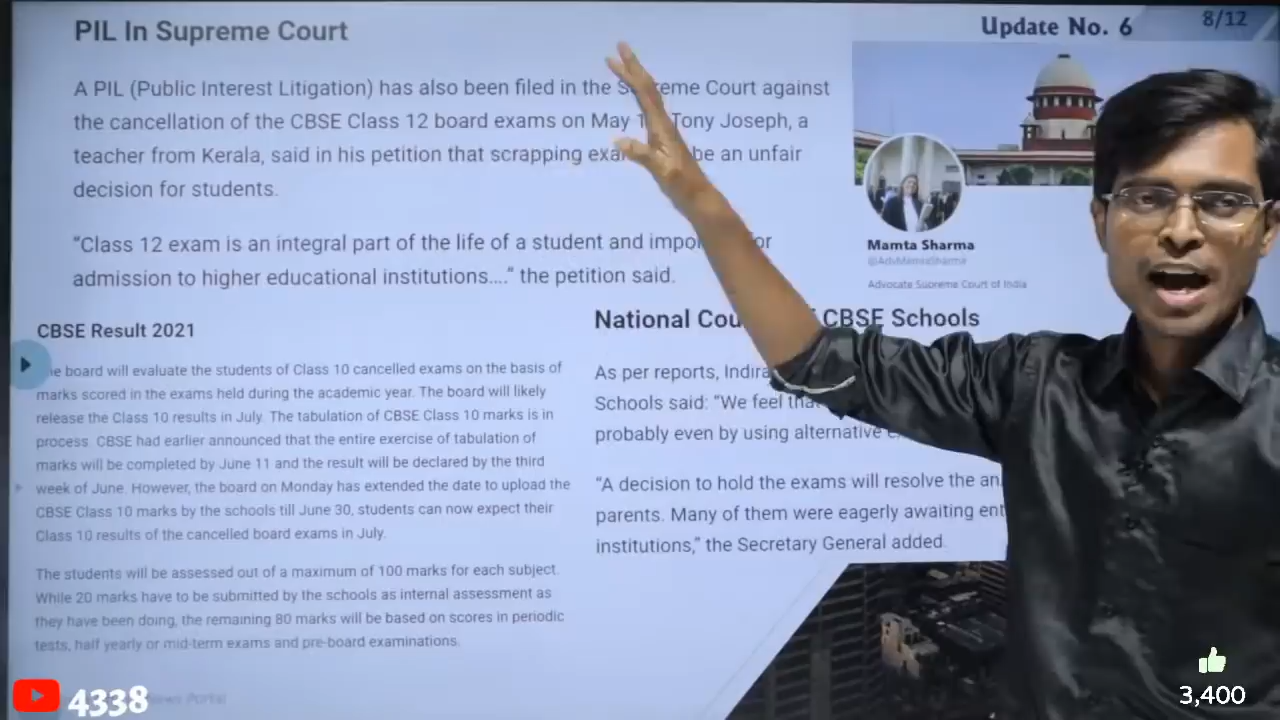 PIL In Supreme Court
A PIL (Public Interest Litigation) has also been filed in the Supreme Court against
the cancellation of the CBSE Class 12 board exams on May Tony Joseph, a
teacher from Kerala, said in his petition that scrapping be an unfair
decision for students.
“Class 12 exam is an integral part of the life of a student and for
admission to higher educational institutions....“ the petition said.
CBSE Result 2021
board will evaluate the students of Class 10 cancelled exams on the basis of
marks scored in the exams held during the academic year. The board will likely
release the Class 10 results in July. The tabulation of CBSE Class 10 marks is in
process. CBSE had earlier announced that the entire exercise of tabulation of
marks will be completed by June 11 and the result will be declared by the third
week of June. However, the board on Monday has extended the date to upload the
CBSE Class 10 marks by the schools till June 30, students can now expect their
Class 10 results of the cancelled board exams in July.
The students will be assessed out of a maximum of 100 marks for each subject.
While 20 marks have to be submitted by the schools as internal assessment as
they have been doing, the remaining 80 marks will be based on scores in periodic
tests, half yearly or mid-term exams and pre-board examinations.
News Portal
4338
Update No. 6
8/12
Mamta Sharma
@AdvMamtaSharma
Advocate Supreme Court of India
National CBSE Schools
As per reports, Indira
Schools said: “We feel that
probably even by using alternative
“A decision to hold the exams will resolve the
parents. Many of them were eagerly awaiting
institutions,” the Secretary General added.
3,400